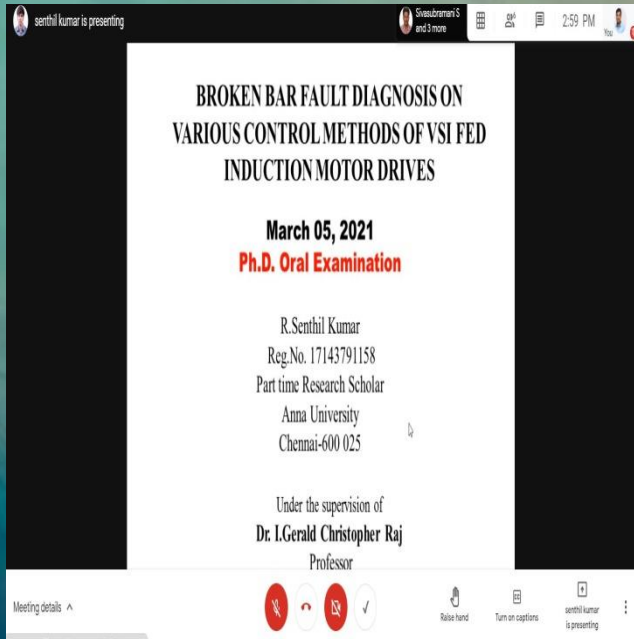 senthil kumar is presenting
Sivasubramani S
and 3 more
2:59 PM
You
BROKEN BAR FAULT DIAGNOSIS ON
VARIOUS CONTROL METHODS OF VSI FED
INDUCTION MOTOR DRIVES
March 05, 2021
Ph.D. Oral Examination
R.Senthil Kumar
Reg.No. 17143791158
Part time Research Scholar
Anna University
Chennai-600 025
Under the supervision of
Dr. I.Gerald Christopher Raj
Professor
Meeting details
Raise hand
Turn on captions
senthil kumar
is presenting